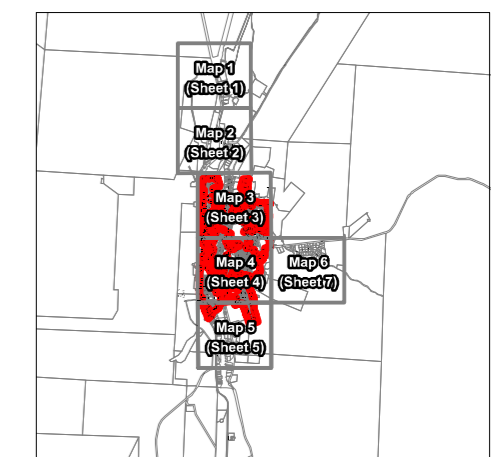 Map 1
(Sheet 1)
Map 2
(Sheet 2)
Map 3
(Sheet 3)
Map 4
(Sheet 4)
Map 6
(Sheet 7)
Map 5
(Sheet 5)